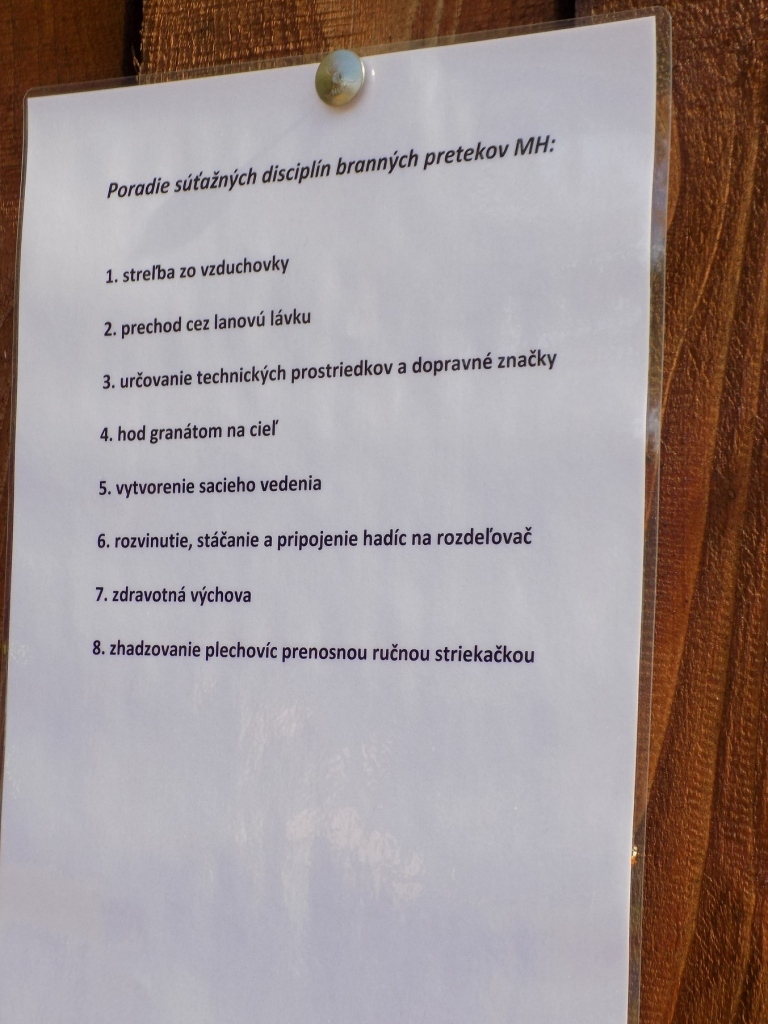 Poradie súťažných disciplín branných pretekov MH:
1. streľba zo vzduchovky
2. prechod cez lanovú lávku
3. určovanie technických prostriedkov a dopravné značky
4. hod granátom na cieľ
5. vytvorenie sacieho vedenia
6. rozvinutie, stáčanie a pripojenie hadíc na rozdeľovač
7. zdravotná výchova
8. zhadzovanie plechovíc prenosnou ručnou striekačkou